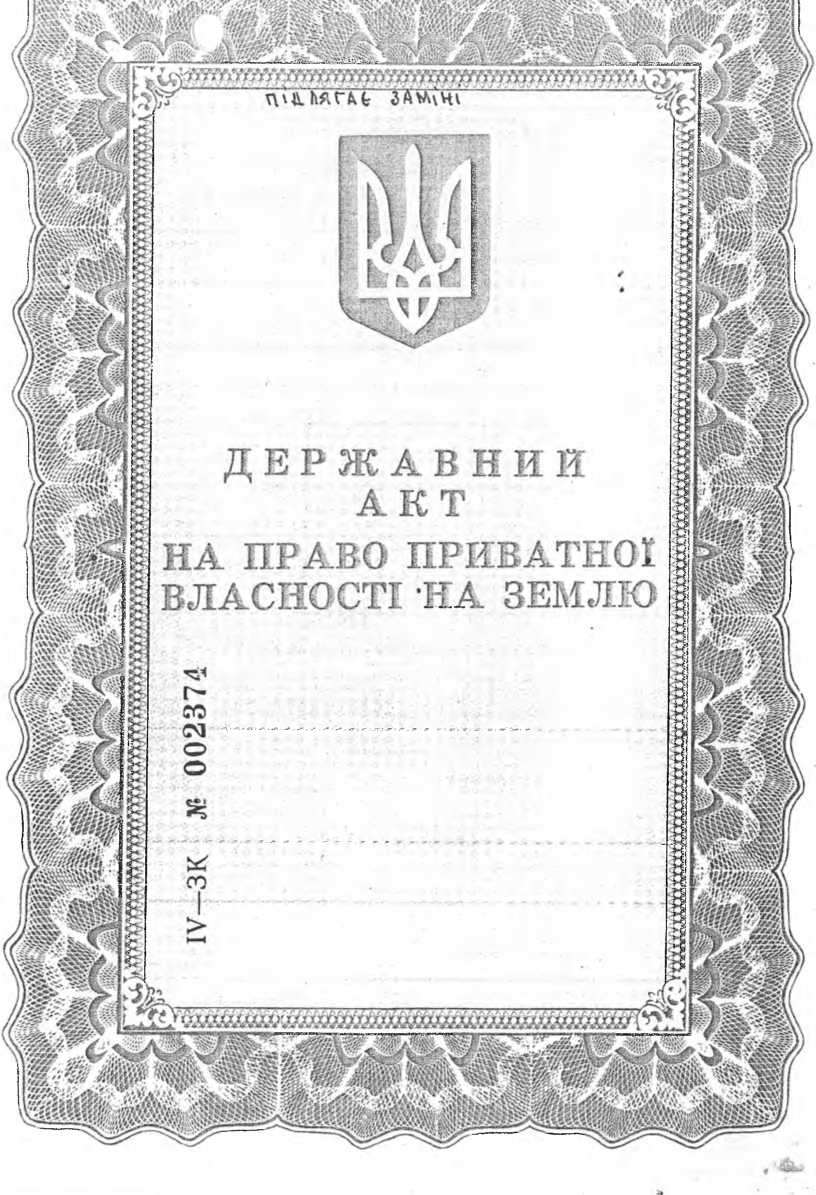 ПІДЛЯГАЄ ЗАМІНІ
ДЕРЖАВНИЙ
АКТ
НА ПРАВО ПРИВАТНОЇ
ВЛАСНОСТІ НА ЗЕМЛЮ
IV—ЗК № 002374